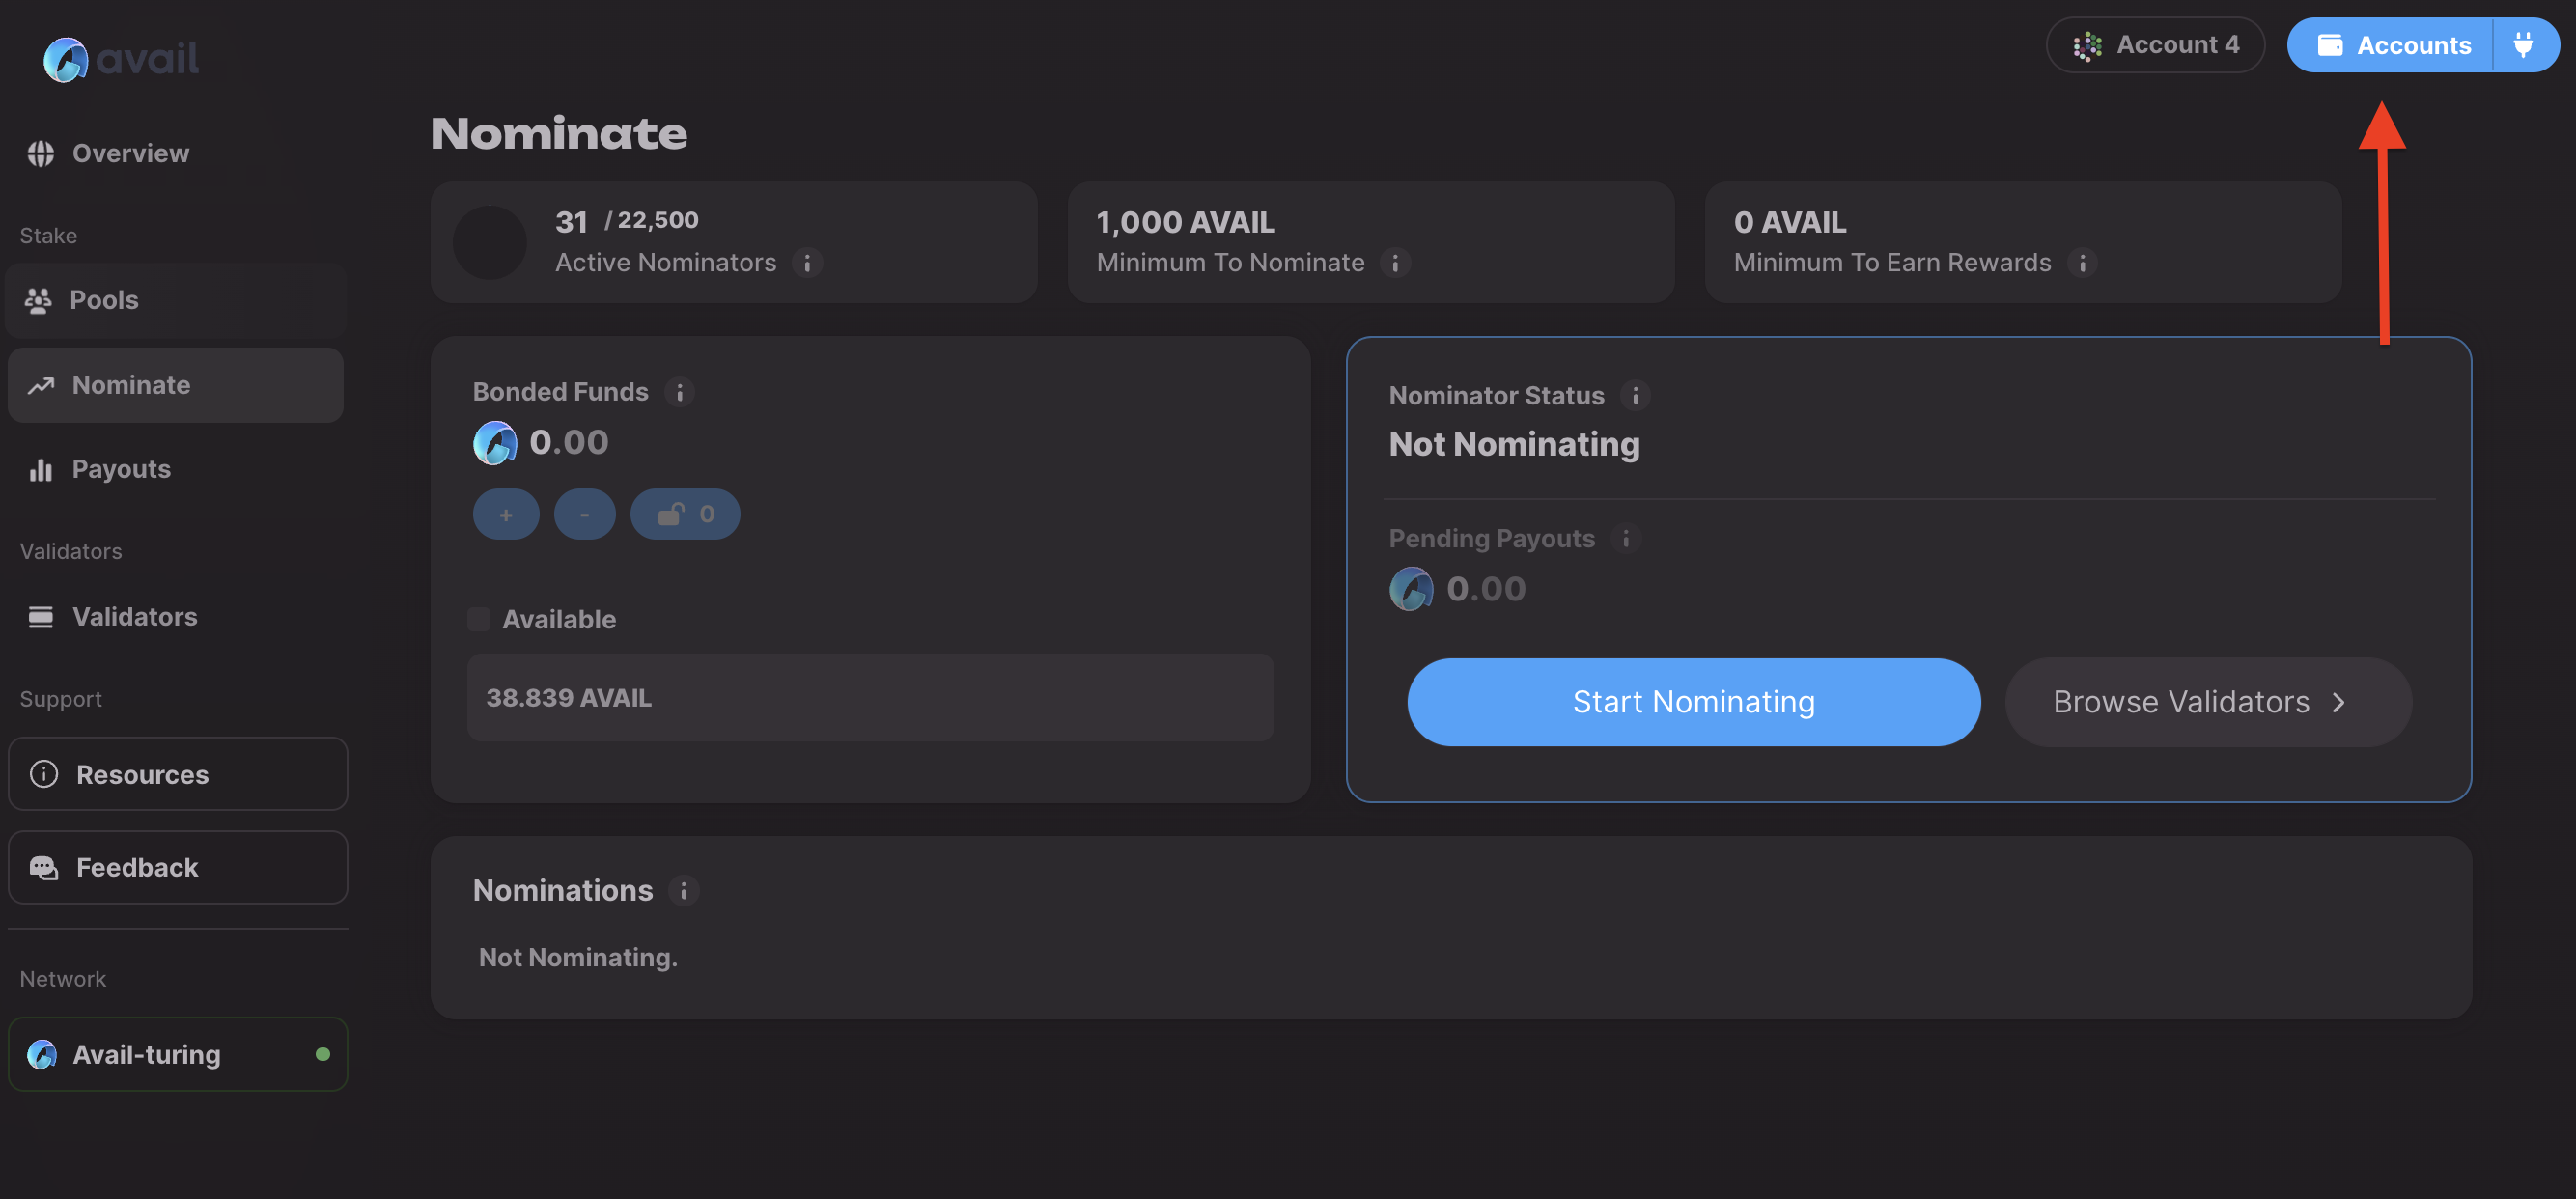 avail
Account 4
Accounts
Overview
Stake
Pools
Nominate
Payouts
Validators
Validators
Support
Resources
Feedback
Network
Avail-turing
Nominate
31 / 22,500
Active Nominators
1,000 AVAIL
Minimum To Nominate
0 AVAIL
Minimum To Earn Rewards
Bonded Funds
0.00
+ - 0
Available
38.839 AVAIL
Nominator Status
Not Nominating
Pending Payouts
0.00
Start Nominating
Browse Validators
Nominations
Not Nominating.